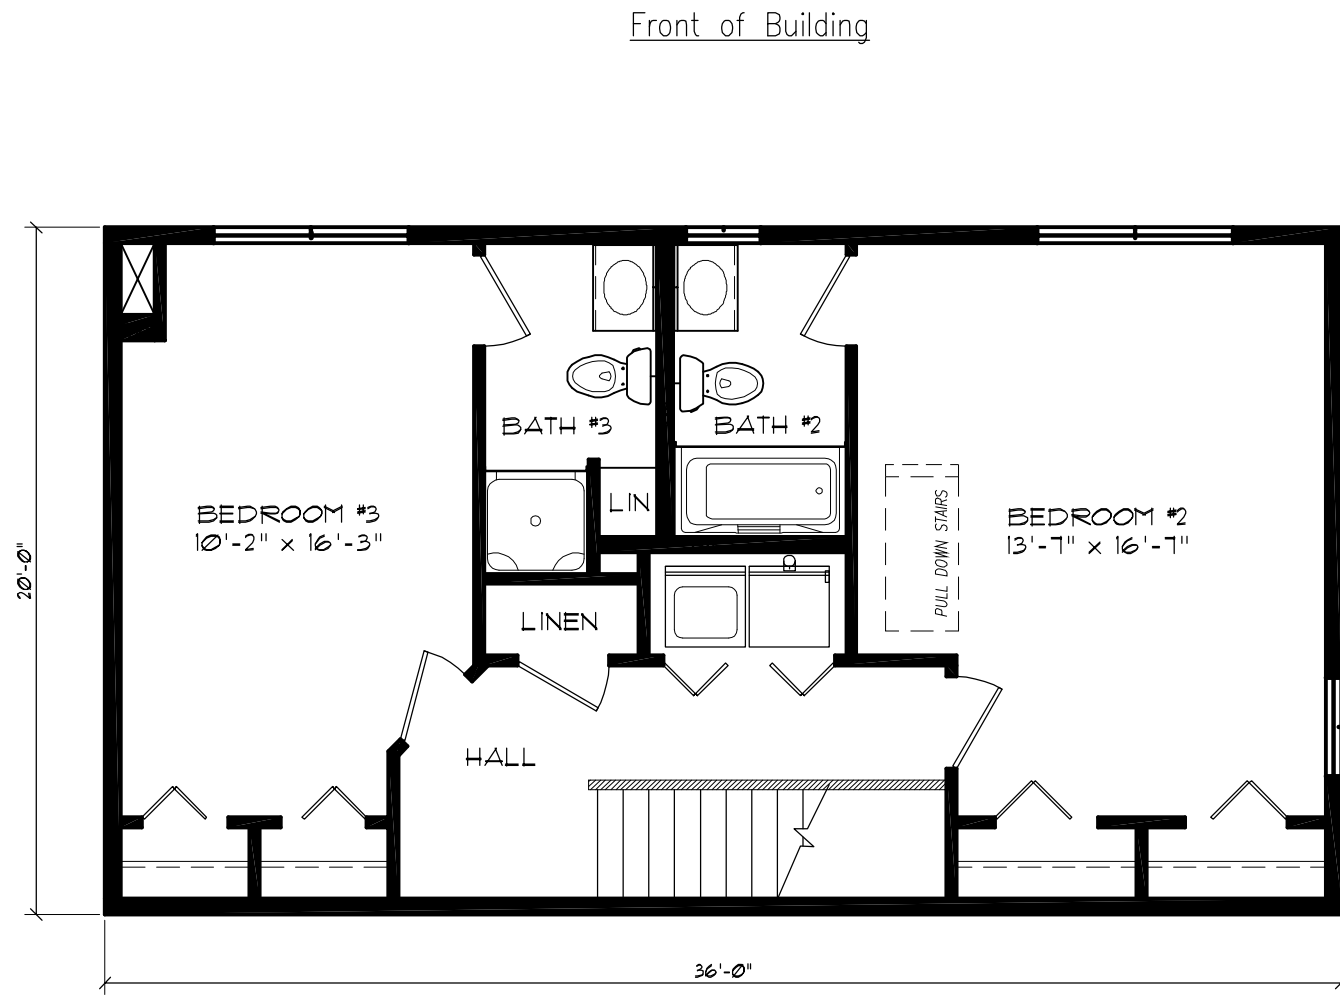 Front of Building
BATH #3
BATH #2
LIN
BEDROOM #3
10'-2" x 16'-3"
PULL DOWN STAIRS
BEDROOM #2
13'-7" x 16'-7"
20'-0"
LINEN
HALL
36'-0"